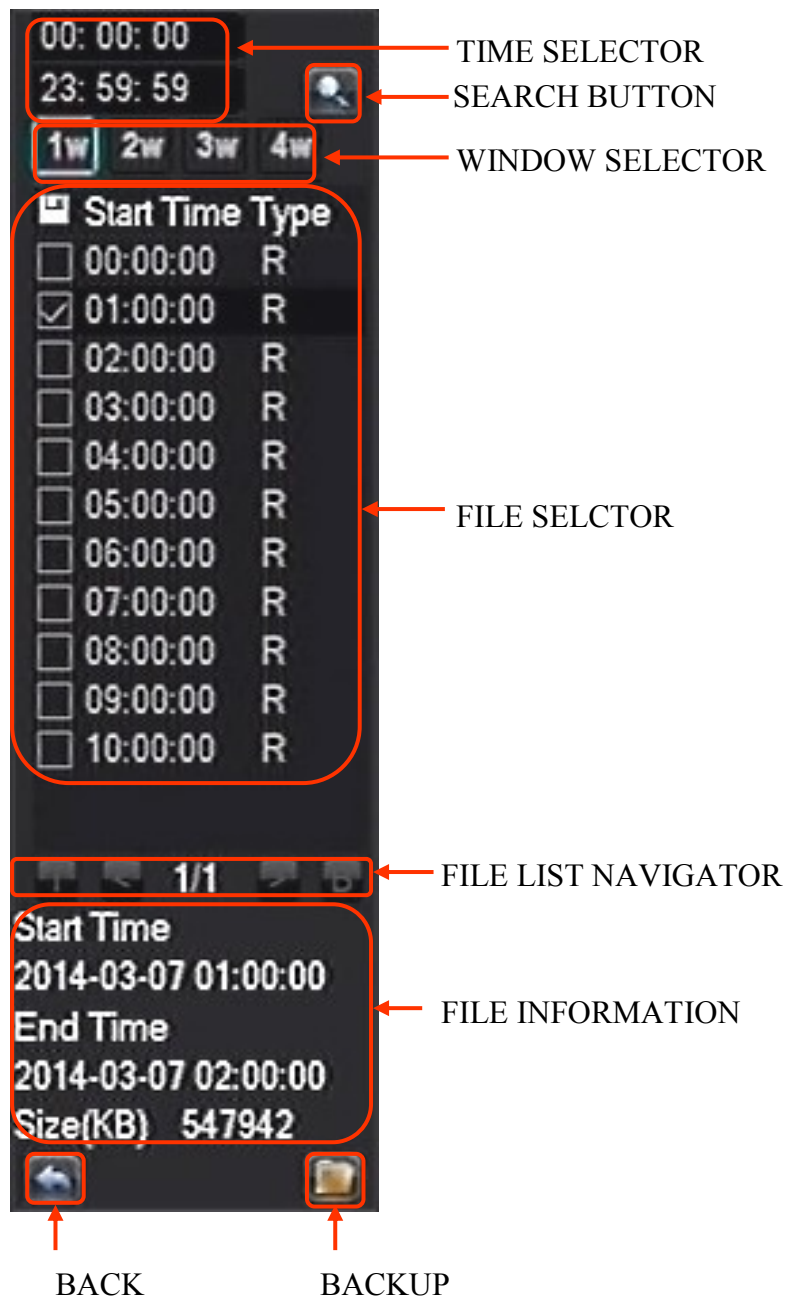 00: 00: 00
TIME SELECTOR
23: 59: 59
SEARCH BUTTON
1w 2w 3w 4w
WINDOW SELECTOR
Start Time Type
00:00:00 R
01:00:00 R
02:00:00 R
03:00:00 R
04:00:00 R
05:00:00 R
FILE SELCTOR
06:00:00 R
07:00:00 R
08:00:00 R
09:00:00 R
10:00:00 R
< 1/1 >
FILE LIST NAVIGATOR
Start Time
2014-03-07 01:00:00
FILE INFORMATION
End Time
2014-03-07 02:00:00
Size(KB) 547942
BACK
BACKUP